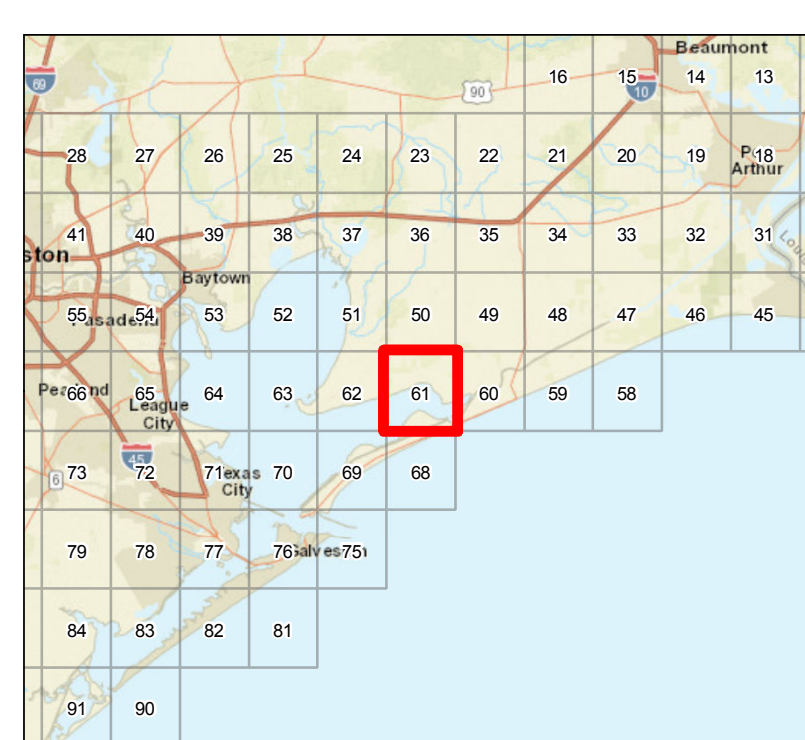 Beaumont
69
90
16 15 14 13
10
28 27 26 25 24 23 22 21 20 19 18
Arthur
41 40 39 38 37 36 35 34 33 32 31
ston
Baytown
55 54 53 52 51 50 49 48 47 46 45
66 65 64 63 62 61 60 59 58
League
City
45
6
73 72 71 exas 70 69 68
City
79 78 77 76 75
84 83 82 81
91 90